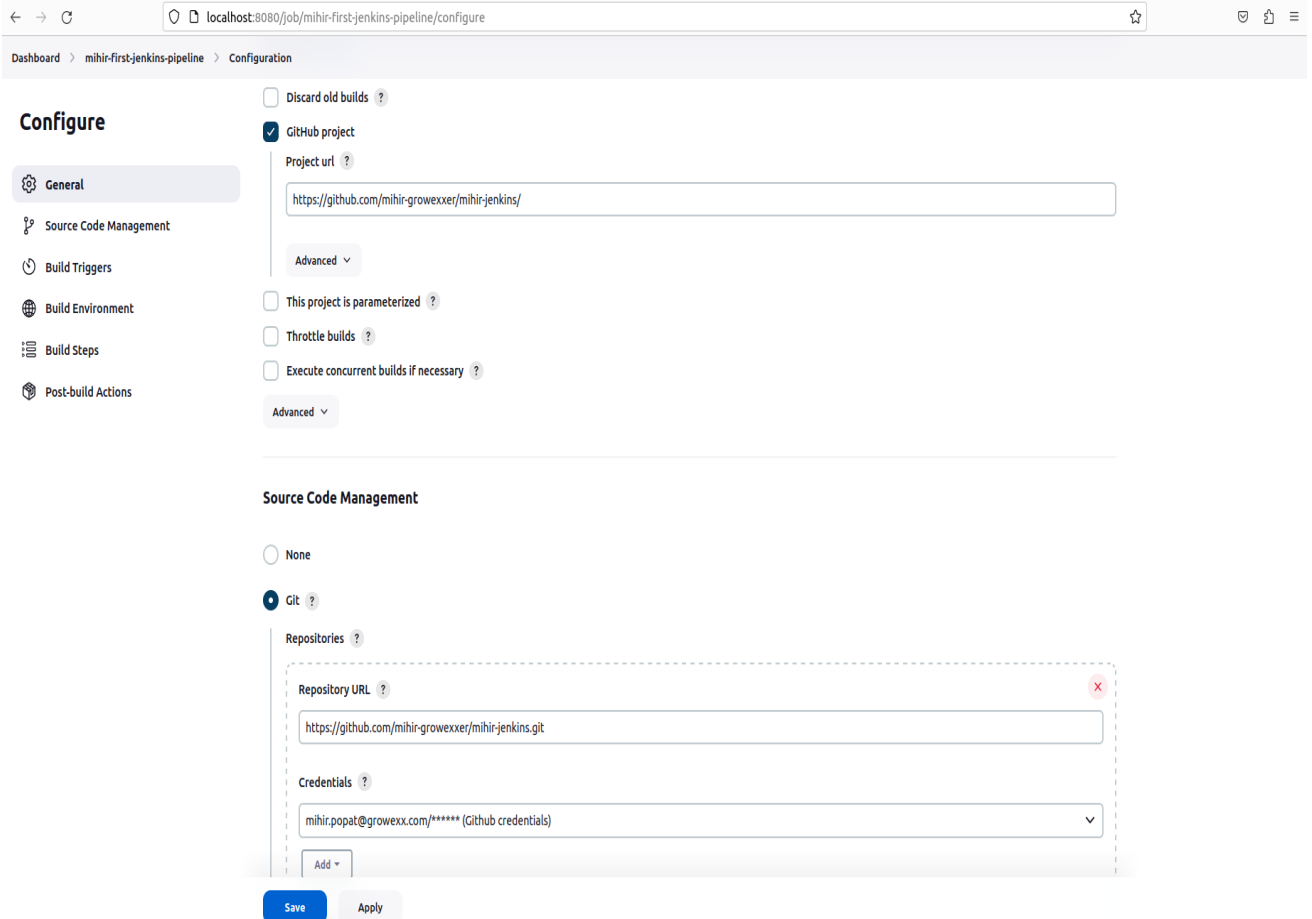 localhost:8080/job/mihir-first-jenkins-pipeline/configure
Dashboard > mihir-first-jenkins-pipeline > Configuration
Configure
General
Source Code Management
Build Triggers
Build Environment
Build Steps
Post-build Actions
Discard old builds ?
GitHub project
Project url ?
https://github.com/mihir-growexxer/mihir-jenkins/
Advanced
This project is parameterized ?
Throttle builds ?
Execute concurrent builds if necessary ?
Advanced
Source Code Management
None
Git ?
Repositories ?
Repository URL ?
X
https://github.com/mihir-growexxer/mihir-jenkins.git
Credentials ?
mihir.popat@growexx.com/****** (Github credentials)
Add
Save Apply